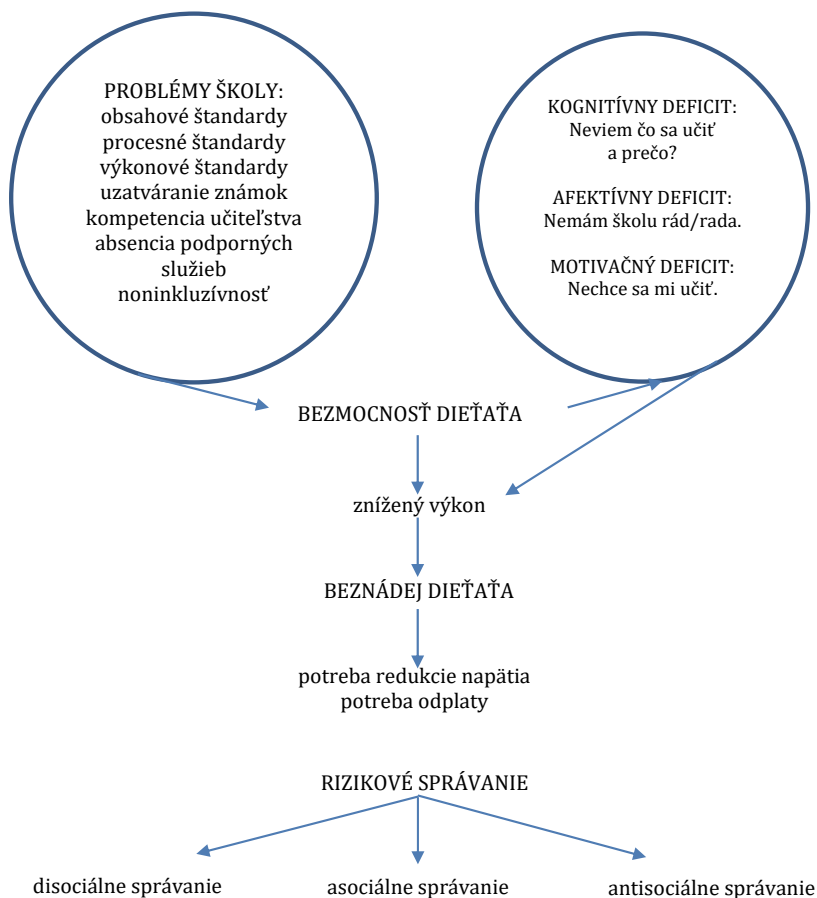 PROBLÉMY ŠKOLY:
obsahové štandardy
procesné štandardy
výkonové štandardy
uzatváranie známok
kompetencia učiteľstva
absencia podporných
služieb
noninkluzívnosť
KOGNITÍVNY DEFICIT:
Neviem čo sa učiť
a prečo?
AFEKTÍVNY DEFICIT:
Nemám školu rád/rada.
MOTIVAČNÝ DEFICIT:
Nechce sa mi učiť.
BEZMOCNOSŤ DIEŤAŤA
znížený výkon
BEZNÁDEJ DIEŤAŤA
potreba redukcie napätia
potreba odplaty
RIZIKOVÉ SPRÁVANIE
disociálne správanie
asociálne správanie
antisociálne správanie